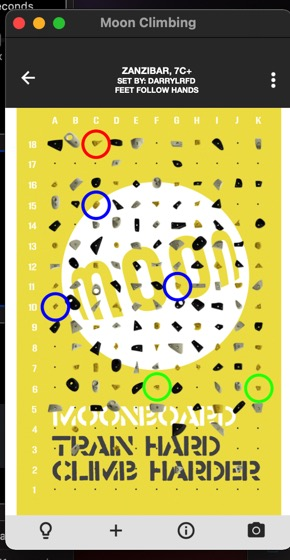 econds
Moon Climbing
ZANZIBAR, 7C+
SET BY: DARRYLRFD
FEET FOLLOW HANDS
A B C D E F G H I J K
18
17
16
15
14
13
12
11
10
9
8
7
6
5
4
3
2
1
MOON
MOONBOARD
TRAIN HARD
CLIMB HARDER